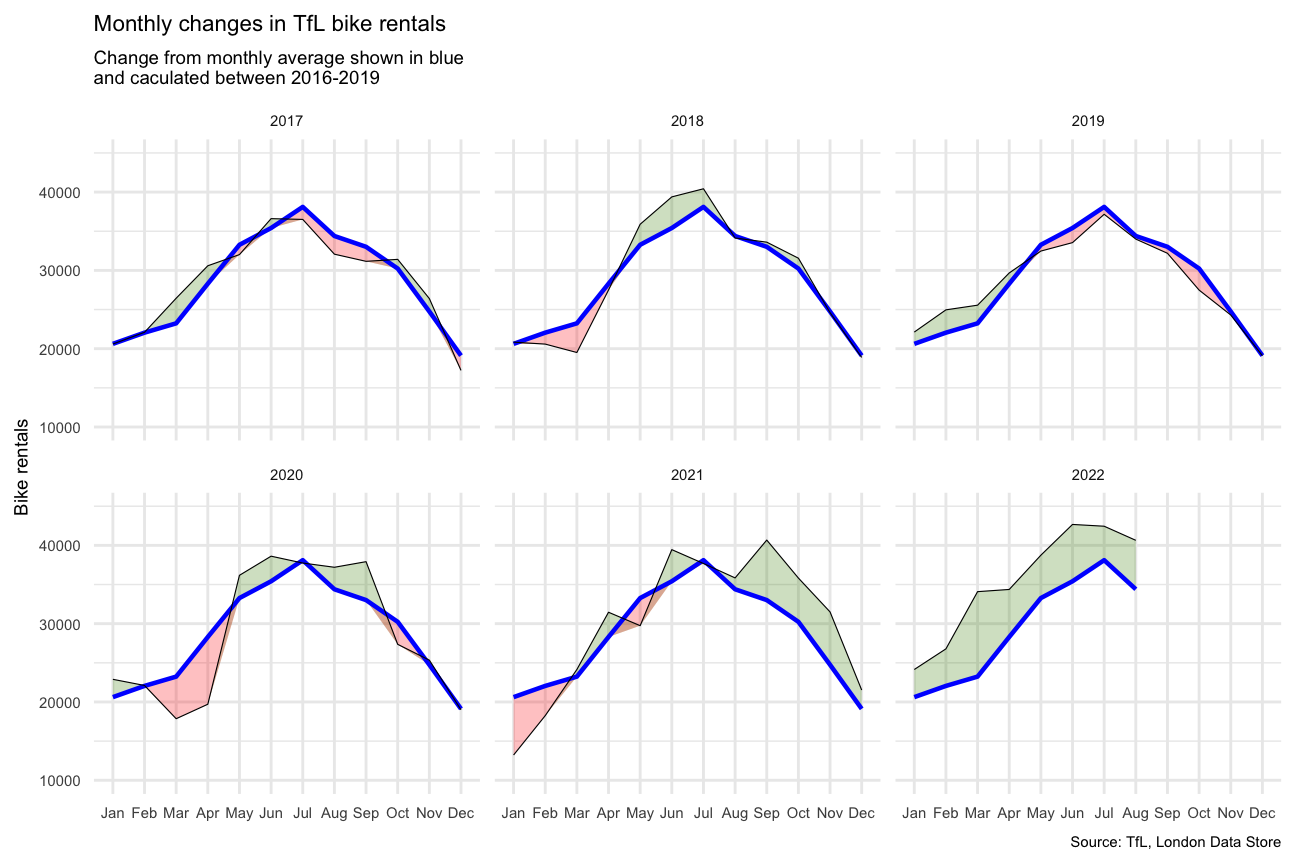 Monthly changes in TfL bike rentals
Change from monthly average shown in blue
and caculated between 2016-2019
2017 2018 2019
40000
30000
20000
10000
Bike rentals
2020 2021 2022
40000
30000
20000
10000
Jan Feb Mar Apr May Jun Jul Aug Sep Oct Nov Dec Jan Feb Mar Apr May Jun Jul Aug Sep Oct Nov Dec Jan Feb Mar Apr May Jun Jul Aug Sep Oct Nov Dec
Source: TfL, London Data Store